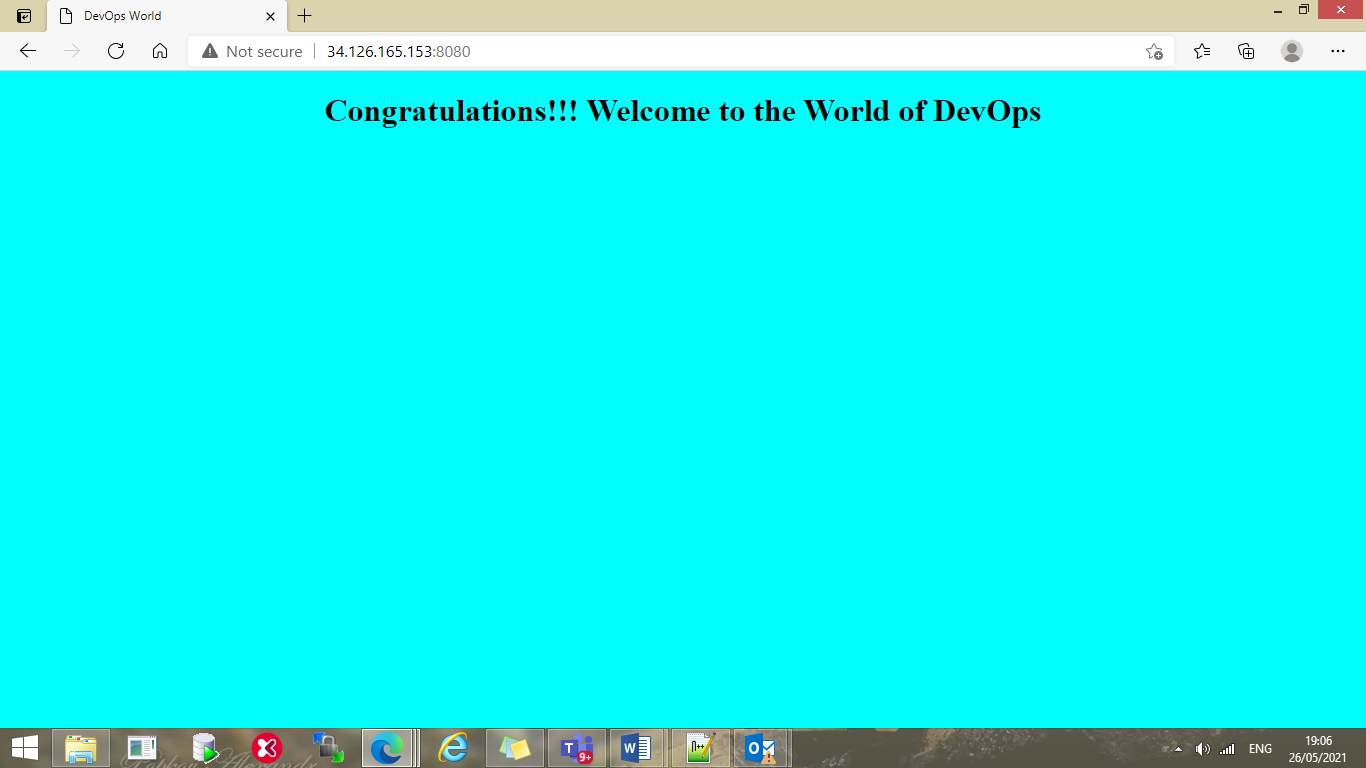 DevOps World
Not secure
34.126.165.153:8080
Congratulations!!! Welcome to the World of DevOps
T
9+
W
O
ENG
19:06
26/05/2021